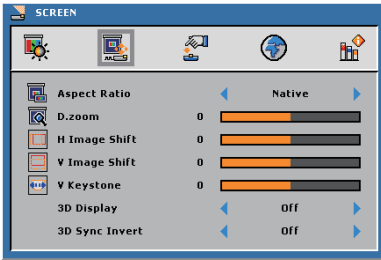 SCREEN
Aspect Ratio Native
D.zoom 0
H Image Shift 0
V Image Shift 0
V Keystone 0
3D Display Off
3D Sync Invert Off